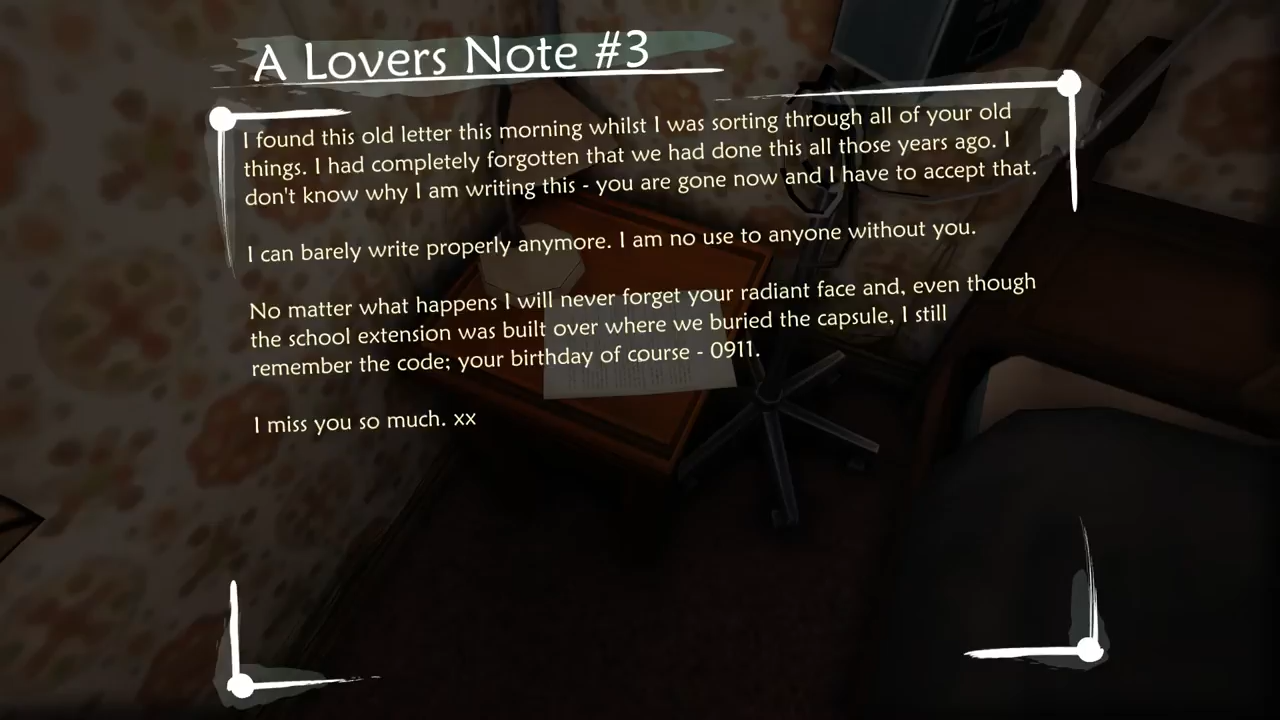 A Lovers Note #3
I found this old letter this morning whilst I was sorting through all of your old
things. I had completely forgotten that we had done this all those years ago. I
don't know why I am writing this - you are gone now and I have to accept that.
I can barely write properly anymore. I am no use to anyone without you.
No matter what happens I will never forget your radiant face and, even though
the school extension was built over where we buried the capsule, I still
remember the code; your birthday of course - 0911.
I miss you so much. xx